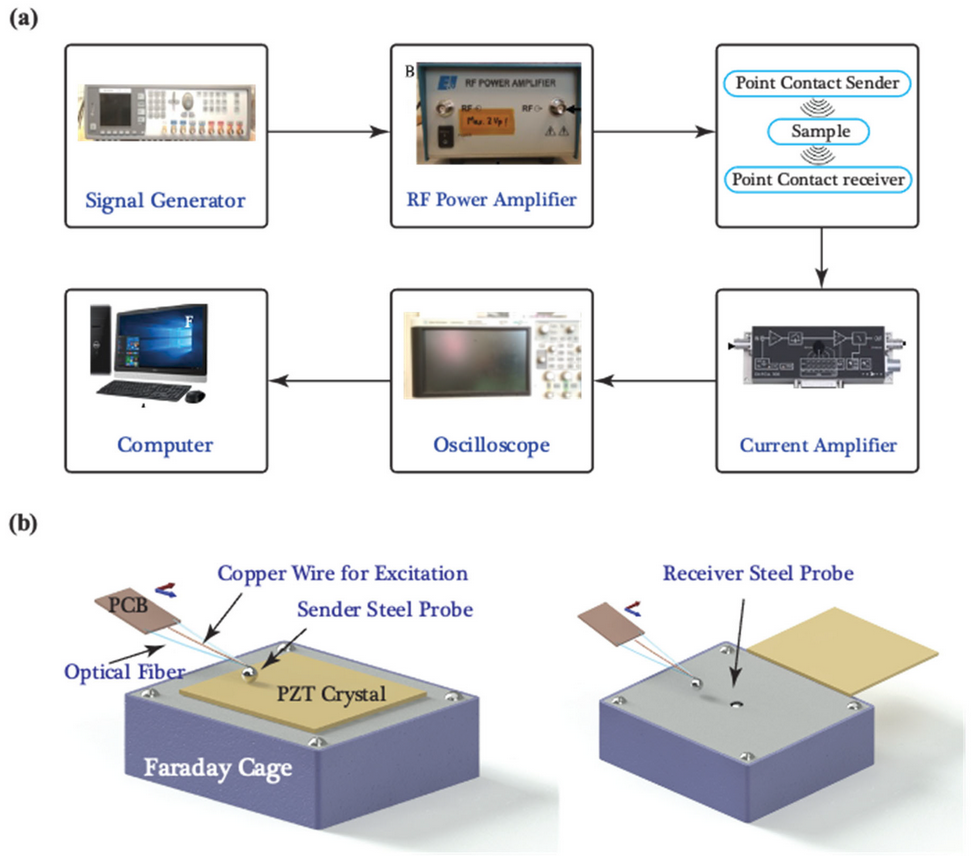 (a)
B
RF POWER AMPLIFIER
RF
RF
Max. 2 Vp!
Point Contact Sender
Sample
Point Contact receiver
Signal Generator
RF Power Amplifier
F
Computer
Oscilloscope
Current Amplifier
(b)
Copper Wire for Excitation
Receiver Steel Probe
PCB
Sender Steel Probe
Optical Fiber
PZT Crystal
Faraday Cage